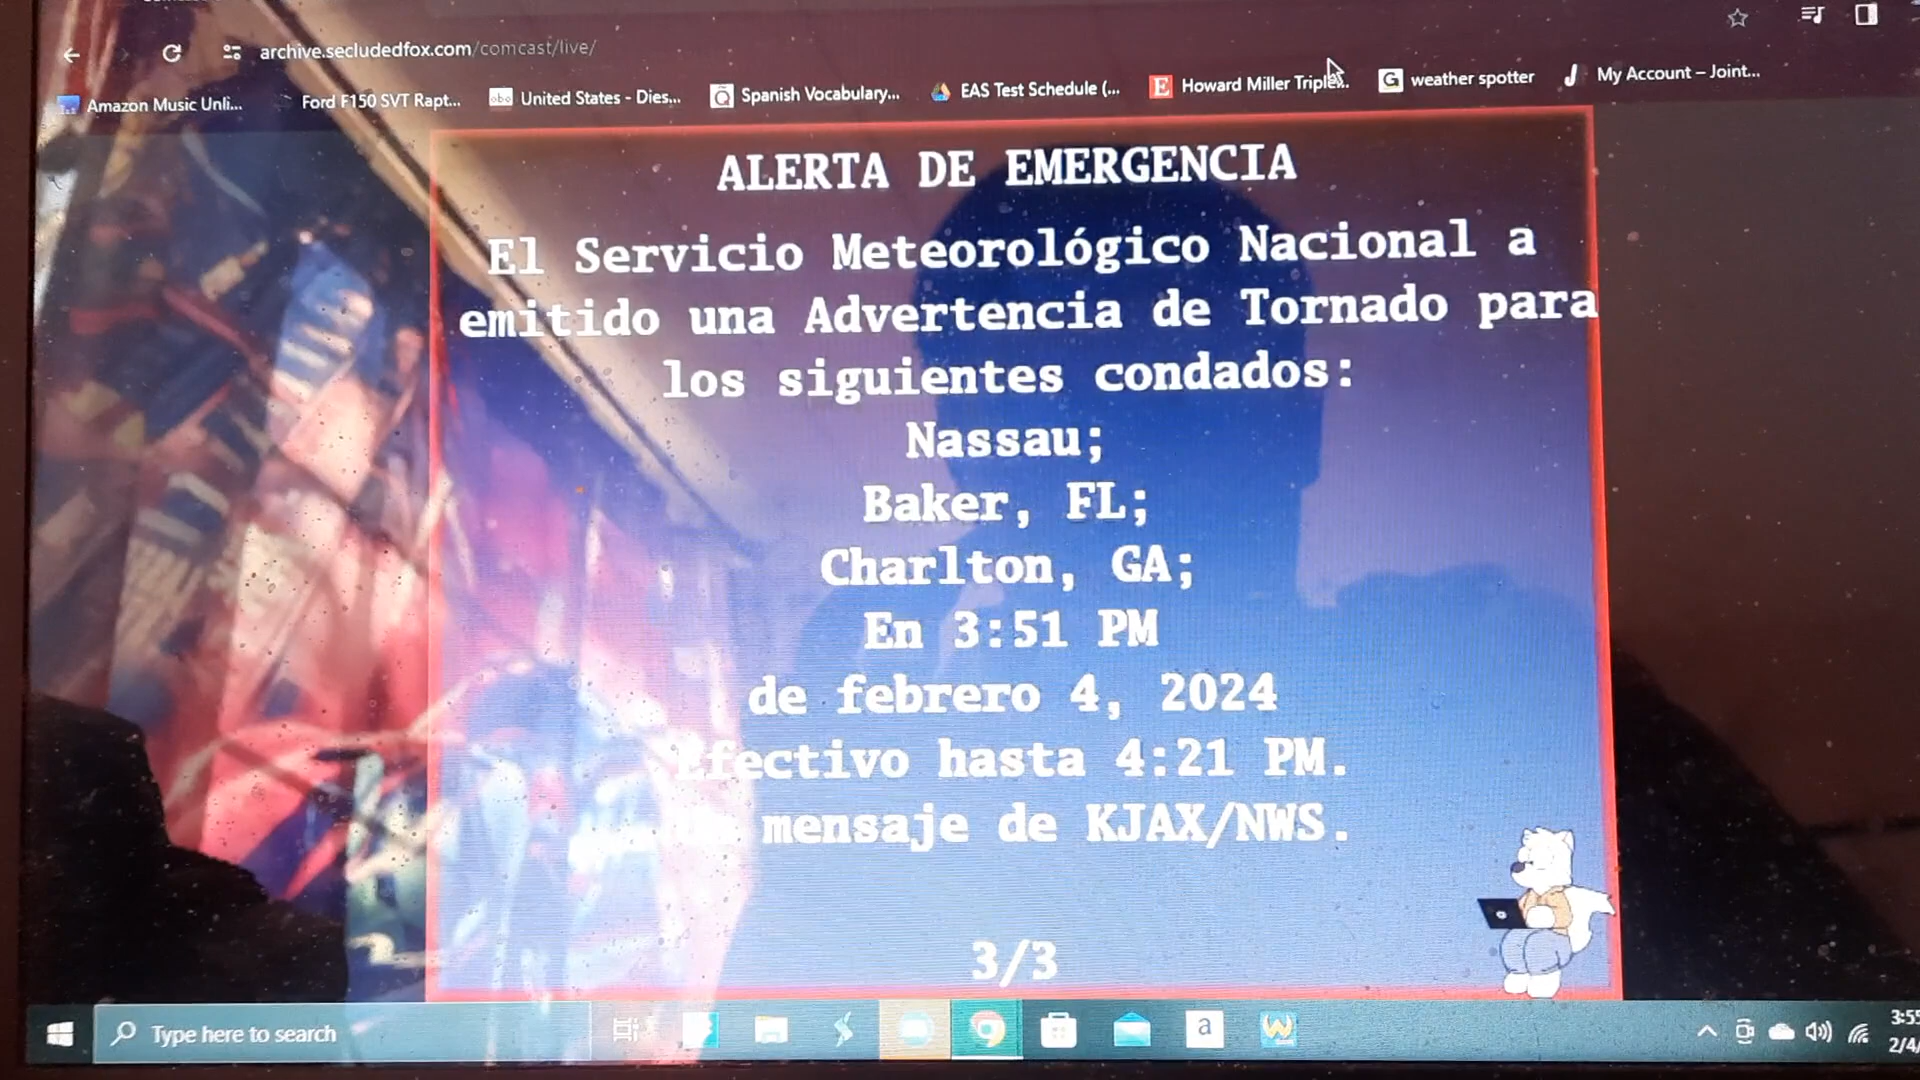 archive.secludedfox.com/comcast/live/
Amazon Music Unli... Ford F150 SVT Rapt... United States - Dies... Spanish Vocabulary... EAS Test Schedule (... Howard Miller Triple... weather spotter My Account – Joint...
ALERTA DE EMERGENCIA
El Servicio Meteorológico Nacional a
emitido una Advertencia de Tornado para
los siguientes condados:
Nassau;
Baker, FL;
Charlton, GA;
En 3:51 PM
de febrero 4, 2024
Efectivo hasta 4:21 PM.
mensaje de KJAX/NWS.
3/3
Type here to search
3:55
2/4/